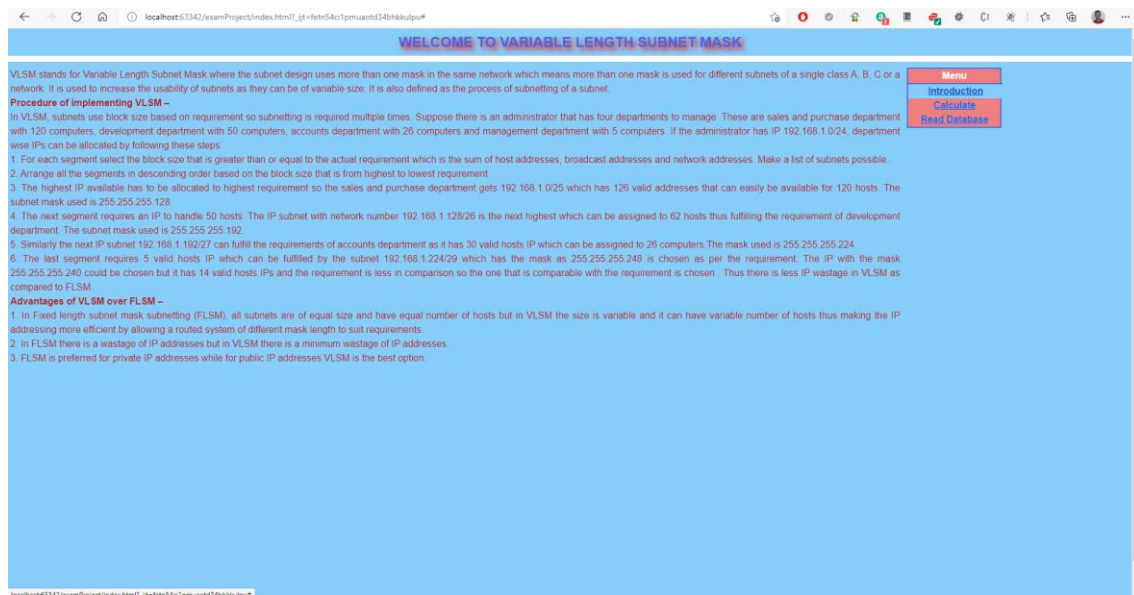 localhost:63342/examProject/index.html?_ijt=fetn54ci1pmuaotd34bhkkulpu#
WELCOME TO VARIABLE LENGTH SUBNET MASK
VLSM stands for Variable Length Subnet Mask where the subnet design uses more than one mask in the same network which means more than one mask is used for different subnets of a single class A, B, C or a
network. It is used to increase the usability of subnets as they can be of variable size. It is also defined as the process of subnetting of a subnet.
Procedure of implementing VLSM –
In VLSM, subnets use block size based on requirement so subnetting is required multiple times. Suppose there is an administrator that has four departments to manage. These are sales and purchase department
with 120 computers, development department with 50 computers, accounts department with 26 computers and management department with 5 computers. If the administrator has IP 192.168.1.0/24, department
wise IPs can be allocated by following these steps:
1. For each segment select the block size that is greater than or equal to the actual requirement which is the sum of host addresses, broadcast addresses and network addresses. Make a list of subnets possible:
2. Arrange all the segments in descending order based on the block size that is from highest to lowest requirement
3. The highest IP available has to be allocated to highest requirement so the sales and purchase department gets 192.168.1.0/25 which has 126 valid addresses that can easily be available for 120 hosts. The
subnet mask used is 255.255.255.128
4. The next segment requires an IP to handle 50 hosts. The IP subnet with network number 192.168.1.128/26 is the next highest which can be assigned to 62 hosts thus fulfilling the requirement of development
department. The subnet mask used is 255.255.255.192
5. Similarly the next IP subnet 192.168.1.192/27 can fulfill the requirements of accounts department as it has 30 valid hosts IP which can be assigned to 26 computers.The mask used is 255.255.255.224
6. The last segment requires 5 valid hosts IP which can be fulfilled by the subnet 192.168.1.224/29 which has the mask as 255.255.255.248 is chosen as per the requirement. The IP with the mask
255.255.255.240 could be chosen but it has 14 valid hosts IPs and the requirement is less in comparison so the one that is comparable with the requirement is chosen . Thus there is less IP wastage in VLSM as
compared to FLSM.
Advantages of VLSM over FLSM –
1. In Fixed length subnet mask subnetting (FLSM), all subnets are of equal size and have equal number of hosts but in VLSM the size is variable and it can have variable number of hosts thus making the IP
addressing more efficient by allowing a routed system of different mask length to suit requirements.
2. In FLSM there is a wastage of IP addresses but in VLSM there is a minimum wastage of IP addresses.
3. FLSM is preferred for private IP addresses while for public IP addresses VLSM is the best option.
Menu
Introduction
Calculate
Read Database